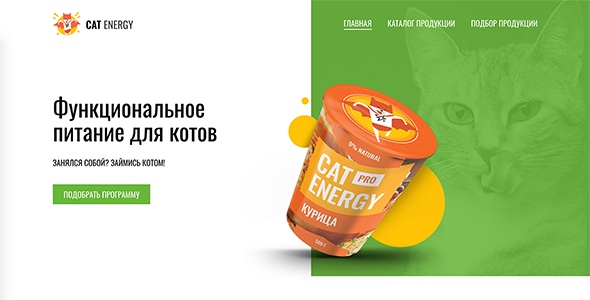 CAT ENERGY
ГЛАВНАЯ
КАТАЛОГ ПРОДУКЦИИ
ПОДБОР ПРОДУКЦИИ
Функциональное
питание для котов
ЗАНЯЛСЯ СОБОЙ? ЗАЙМИСЬ КОТОМ!
ПОДОБРАТЬ ПРОГРАММУ
0% NATURAL
CAT PRO
ENERGY
КУРИЦА
500 г